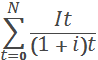 N
∑ It / (1 + i)t
t=0